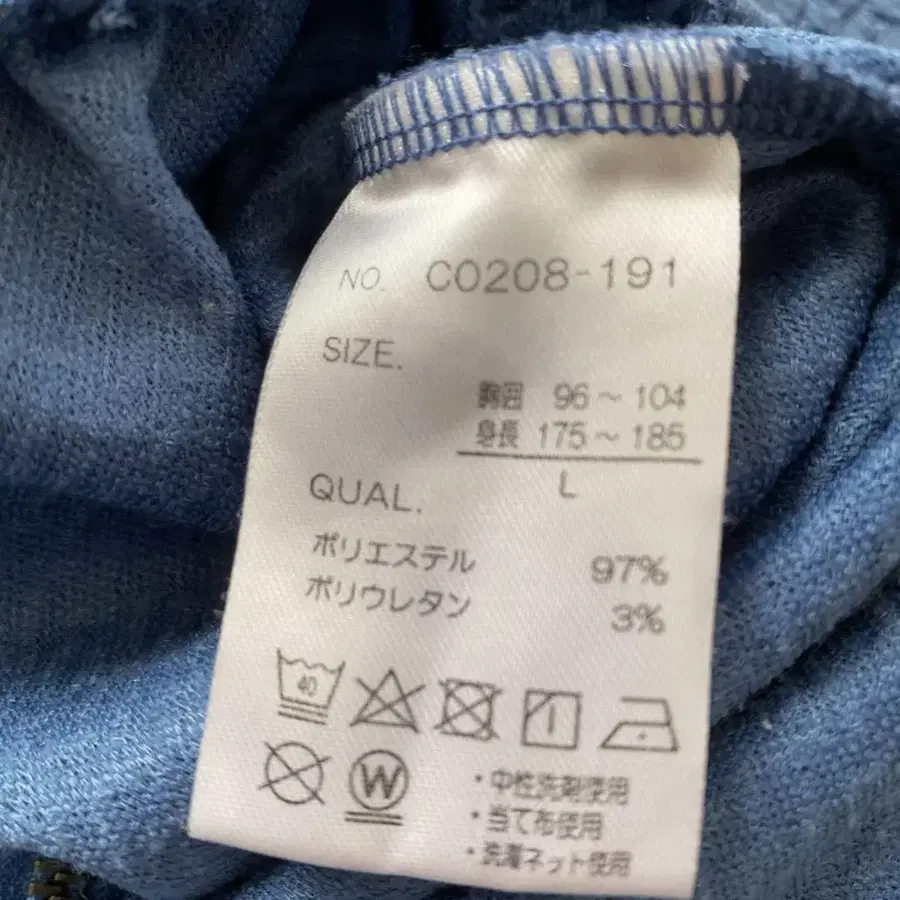 NO. C0208-191
SIZE.
胸囲 96～104
身長 175～185
L
QUAL.
ポリエステル 97%
ポリウレタン 3%
40
W
・中性洗剤使用
・当て布使用
・洗濯ネット使用